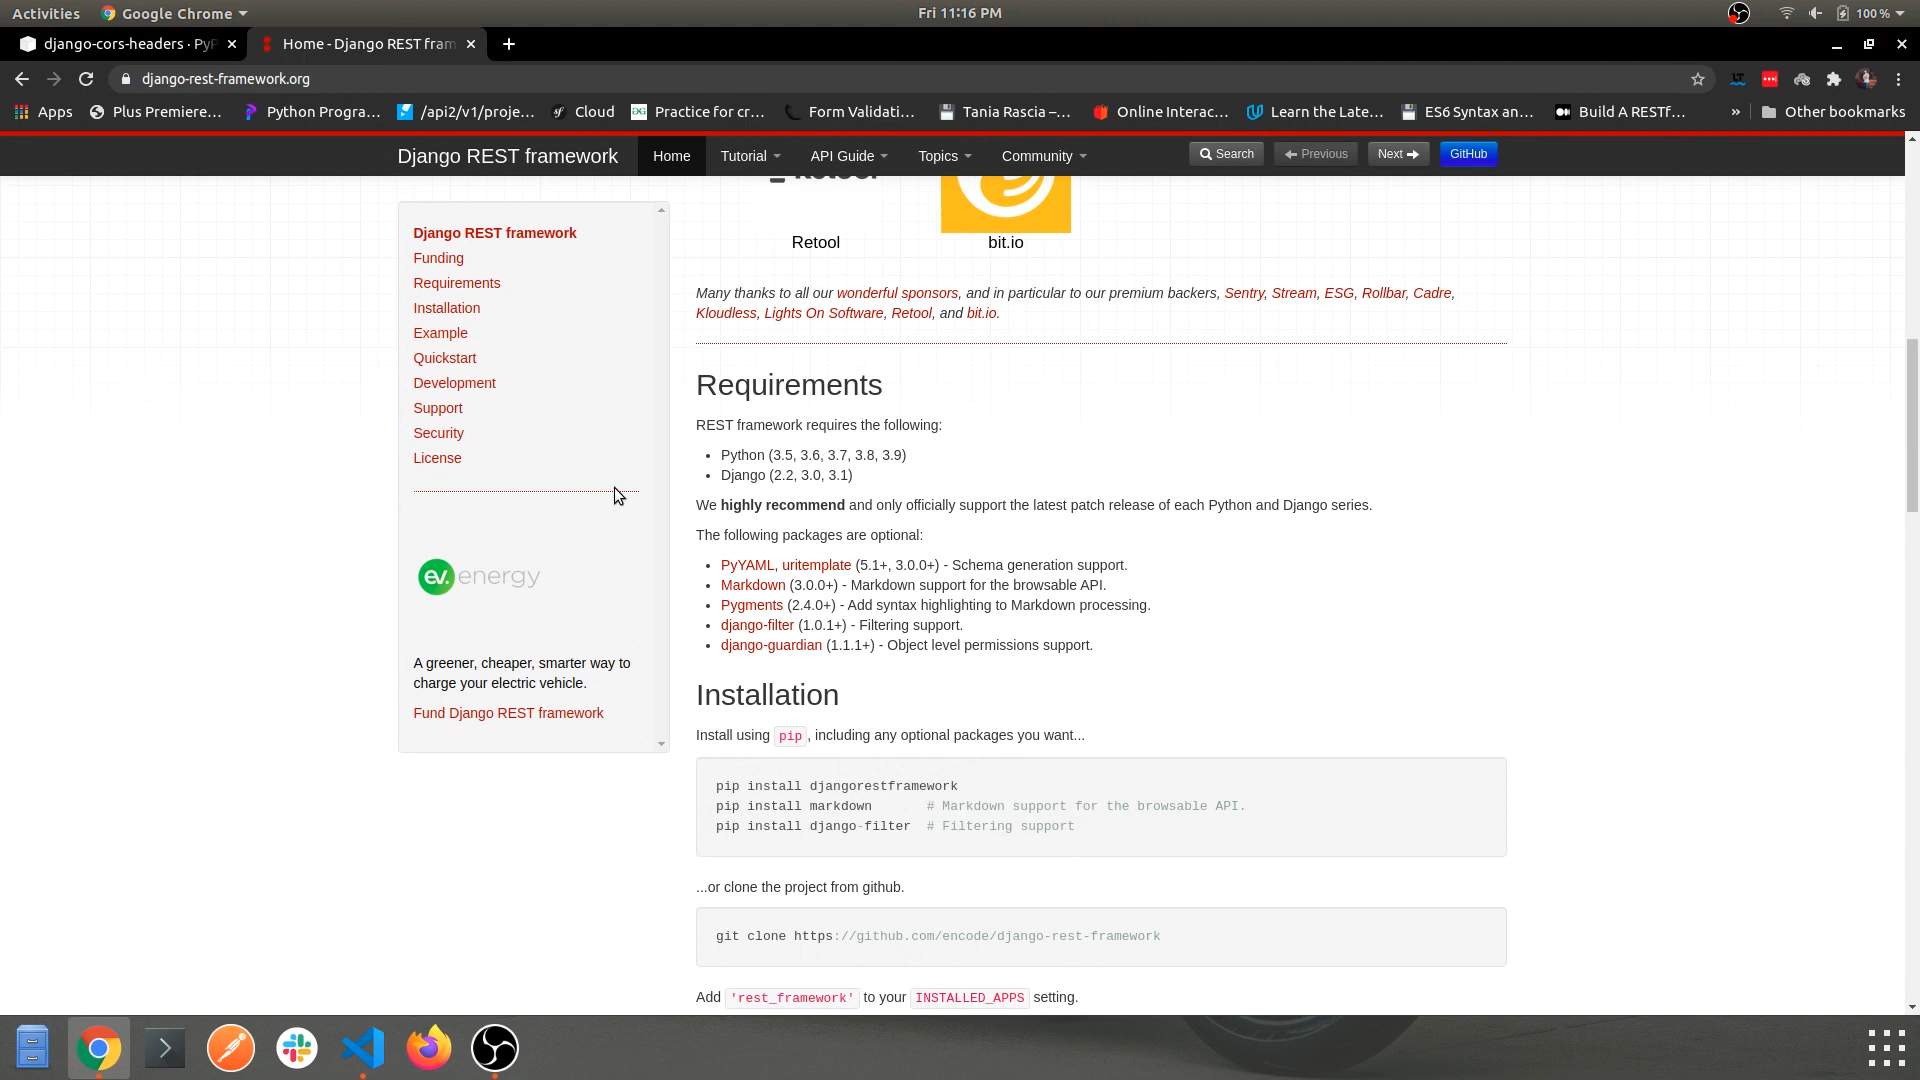 Activities
Google Chrome
Fri 11:16 PM
100 %
django-cors-headers · PyP
Home - Django REST fram
django-rest-framework.org
Apps
Plus Premiere...
Python Progra...
/api2/v1/proje...
Cloud
Practice for cr...
Form Validati...
Tania Rascia –...
Online Interac...
Learn the Late...
ES6 Syntax an...
Build A RESTf...
»
Other bookmarks
Django REST framework
Home
Tutorial
API Guide
Topics
Community
Search
Previous
Next
GitHub
Django REST framework
Funding
Requirements
Installation
Example
Quickstart
Development
Support
Security
License
ev.energy
A greener, cheaper, smarter way to
charge your electric vehicle.
Fund Django REST framework
Retool
bit.io
Many thanks to all our wonderful sponsors, and in particular to our premium backers, Sentry, Stream, ESG, Rollbar, Cadre,
Kloudless, Lights On Software, Retool, and bit.io.
Requirements
REST framework requires the following:
• Python (3.5, 3.6, 3.7, 3.8, 3.9)
• Django (2.2, 3.0, 3.1)
We highly recommend and only officially support the latest patch release of each Python and Django series.
The following packages are optional:
• PyYAML, uritemplate (5.1+, 3.0.0+) - Schema generation support.
• Markdown (3.0.0+) - Markdown support for the browsable API.
• Pygments (2.4.0+) - Add syntax highlighting to Markdown processing.
• django-filter (1.0.1+) - Filtering support.
• django-guardian (1.1.1+) - Object level permissions support.
Installation
Install using pip, including any optional packages you want...
pip install djangorestframework
pip install markdown       # Markdown support for the browsable API.
pip install django-filter  # Filtering support
...or clone the project from github.
git clone https://github.com/encode/django-rest-framework
Add 'rest_framework' to your INSTALLED_APPS setting.